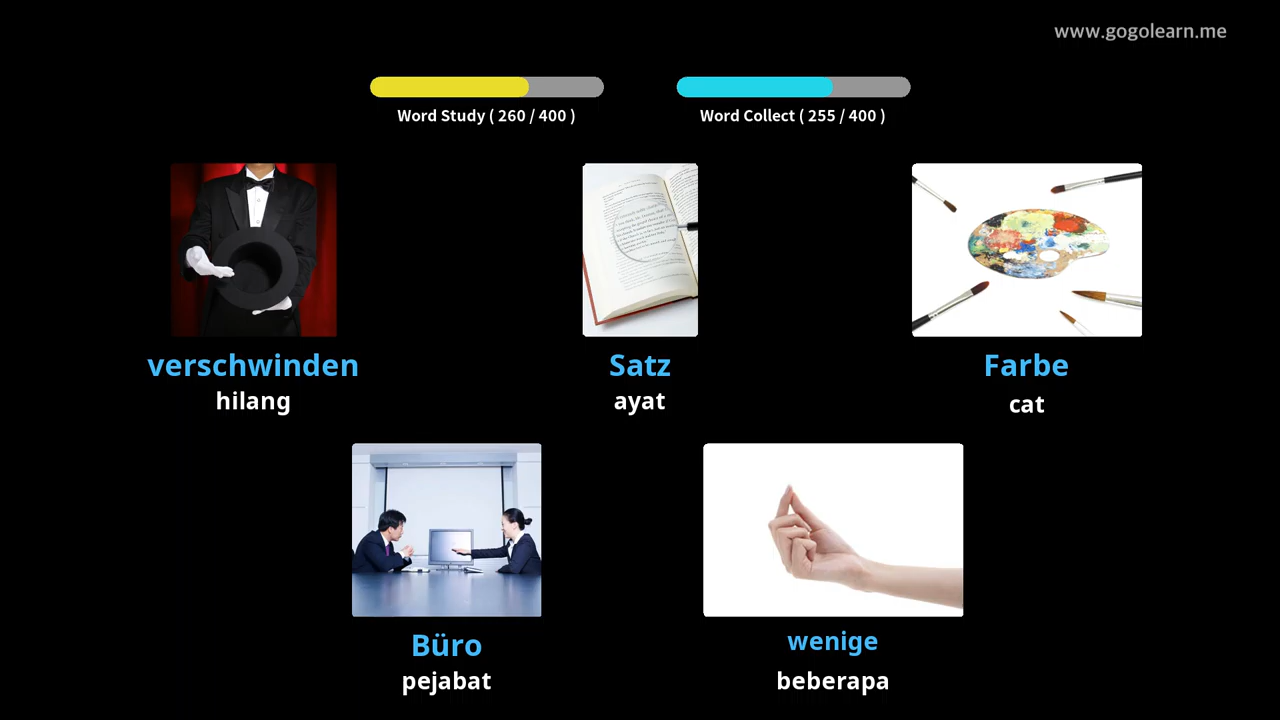 www.gogolearn.me
Word Study ( 260 / 400 )
Word Collect ( 255 / 400 )
verschwinden
hilang
Satz
ayat
Farbe
cat
Büro
pejabat
wenige
beberapa